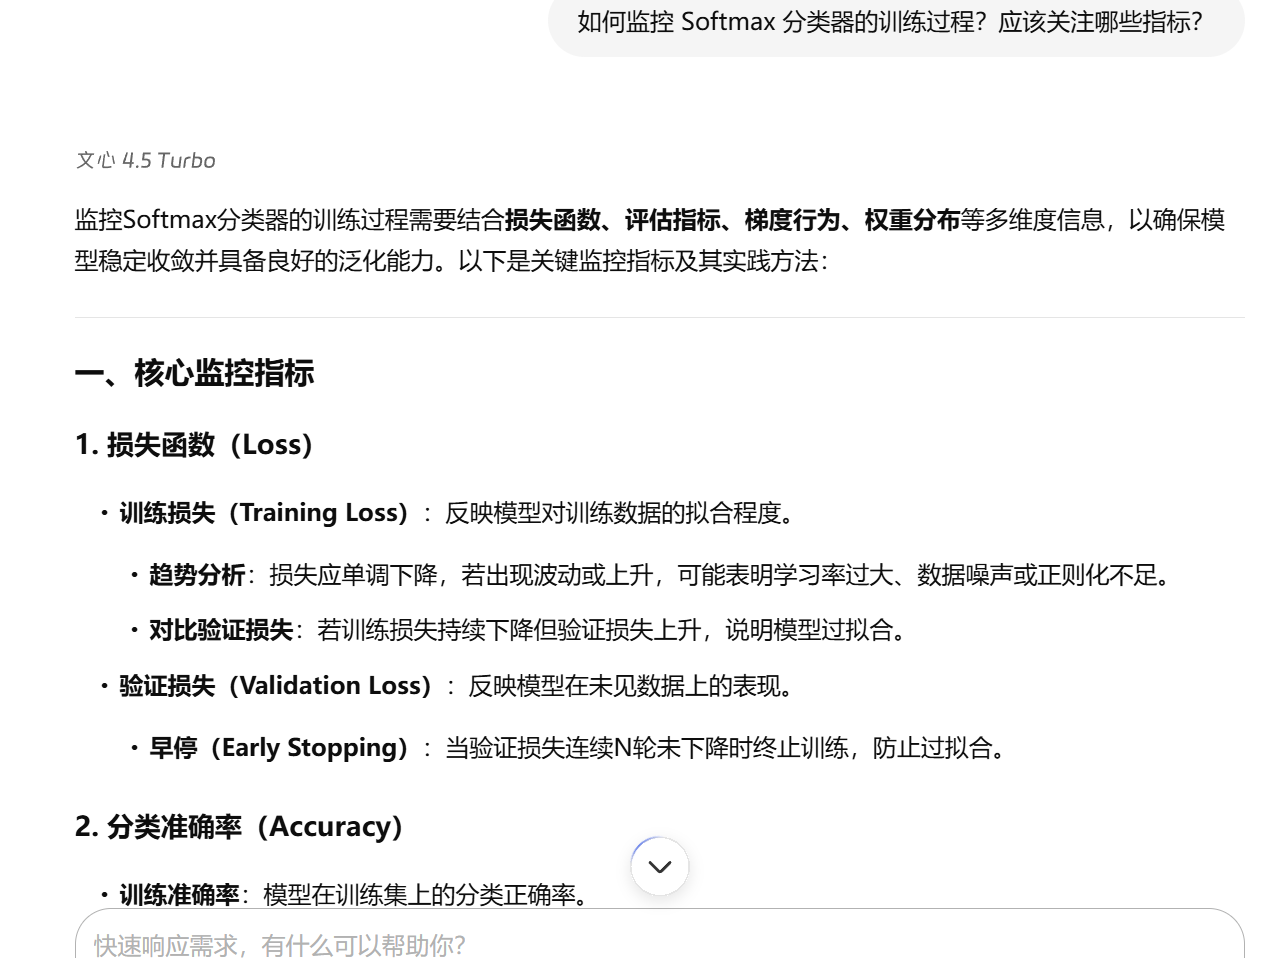 如何监控 Softmax 分类器的训练过程？应该关注哪些指标？
文心 4.5 Turbo
监控Softmax分类器的训练过程需要结合损失函数、评估指标、梯度行为、权重分布等多维度信息，以确保模
型稳定收敛并具备良好的泛化能力。以下是关键监控指标及其实践方法：
一、核心监控指标
1. 损失函数（Loss）
• 训练损失（Training Loss）：反映模型对训练数据的拟合程度。
• 趋势分析：损失应单调下降，若出现波动或上升，可能表明学习率过大、数据噪声或正则化不足。
• 对比验证损失：若训练损失持续下降但验证损失上升，说明模型过拟合。
• 验证损失（Validation Loss）：反映模型在未见数据上的表现。
• 早停（Early Stopping）：当验证损失连续N轮未下降时终止训练，防止过拟合。
2. 分类准确率（Accuracy）
• 训练准确率：模型在训练集上的分类正确率。
快速响应需求，有什么可以帮助你？